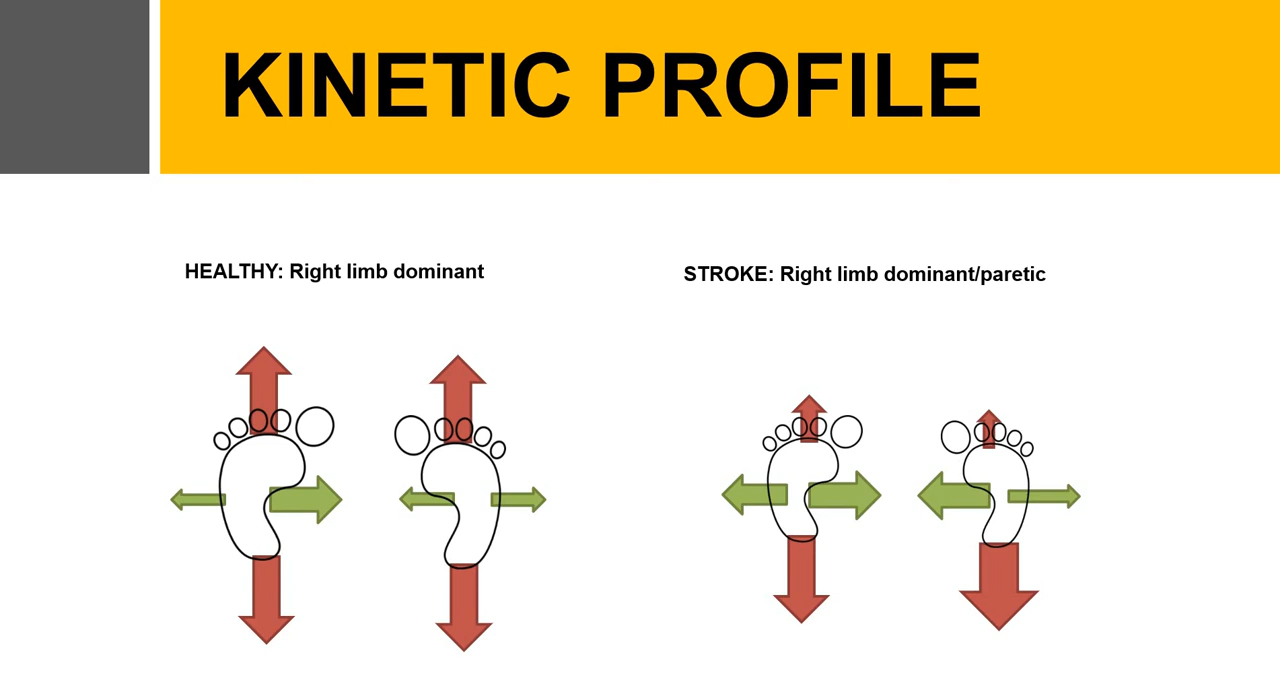 KINETIC PROFILE
HEALTHY: Right limb dominant
STROKE: Right limb dominant/paretic